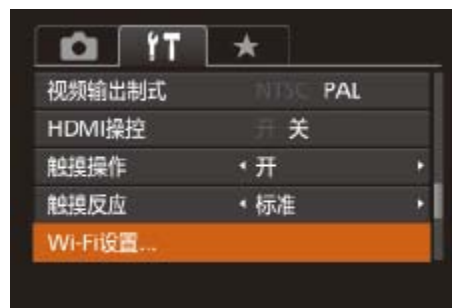 视频输出制式 NTSC PAL
HDMI操控 开 关
触摸操作 开
触摸反应 标准
Wi-Fi设置...